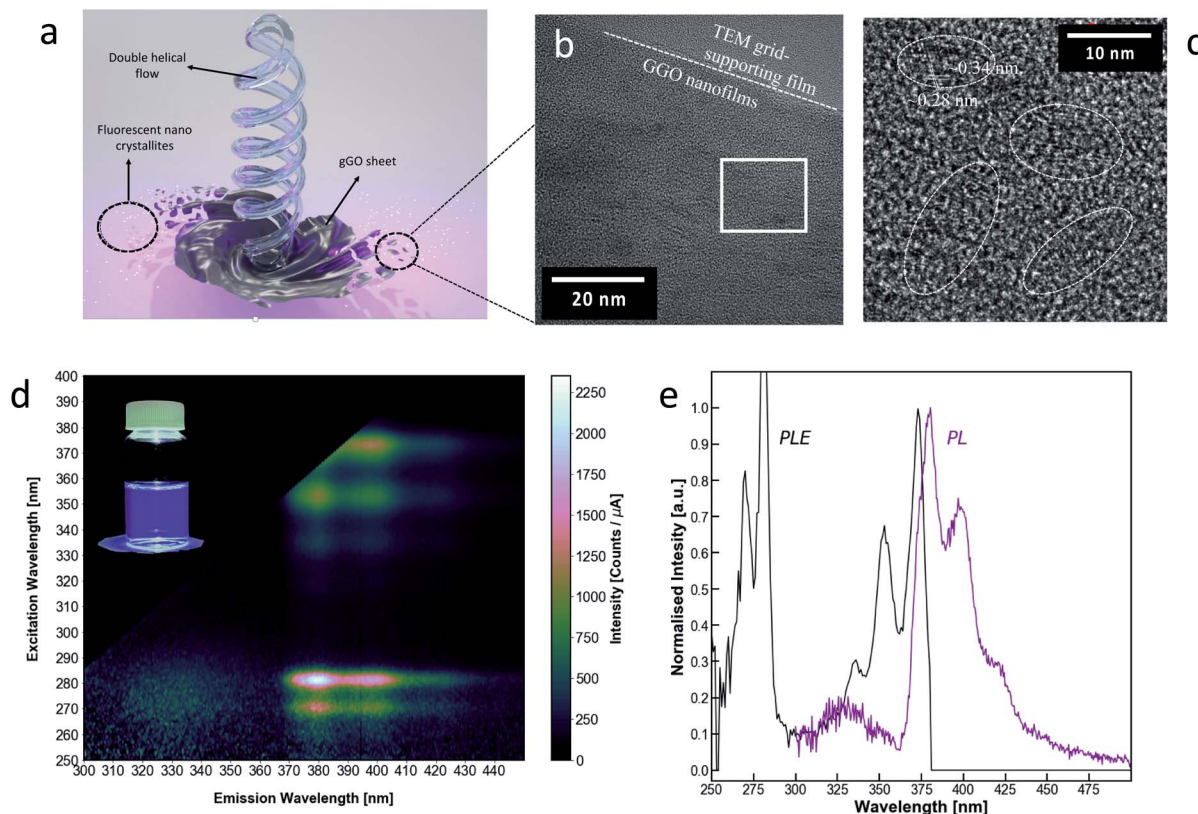 a
Double helical
flow
Fluorescent nano
crystallites
gGO sheet
b
TEM grid-
supporting film
GGO nanofilms
20 nm
c
10 nm
~0.34/nm
~0.28 nm
d
400
390
380
370
360
350
340
330
320
310
300
290
280
270
260
250
Excitation Wavelength [nm]
300 310 320 330 340 350 360 370 380 390 400 410 420 430 440
Emission Wavelength [nm]
2250
2000
1750
1500
1250
1000
750
500
250
0
Intensity [Counts / μA]
e
PLE
PL
1.0
0.9
0.8
0.7
0.6
0.5
0.4
0.3
0.2
0.1
0.0
Normalised Intesity [a.u.]
250 275 300 325 350 375 400 425 450 475
Wavelength [nm]